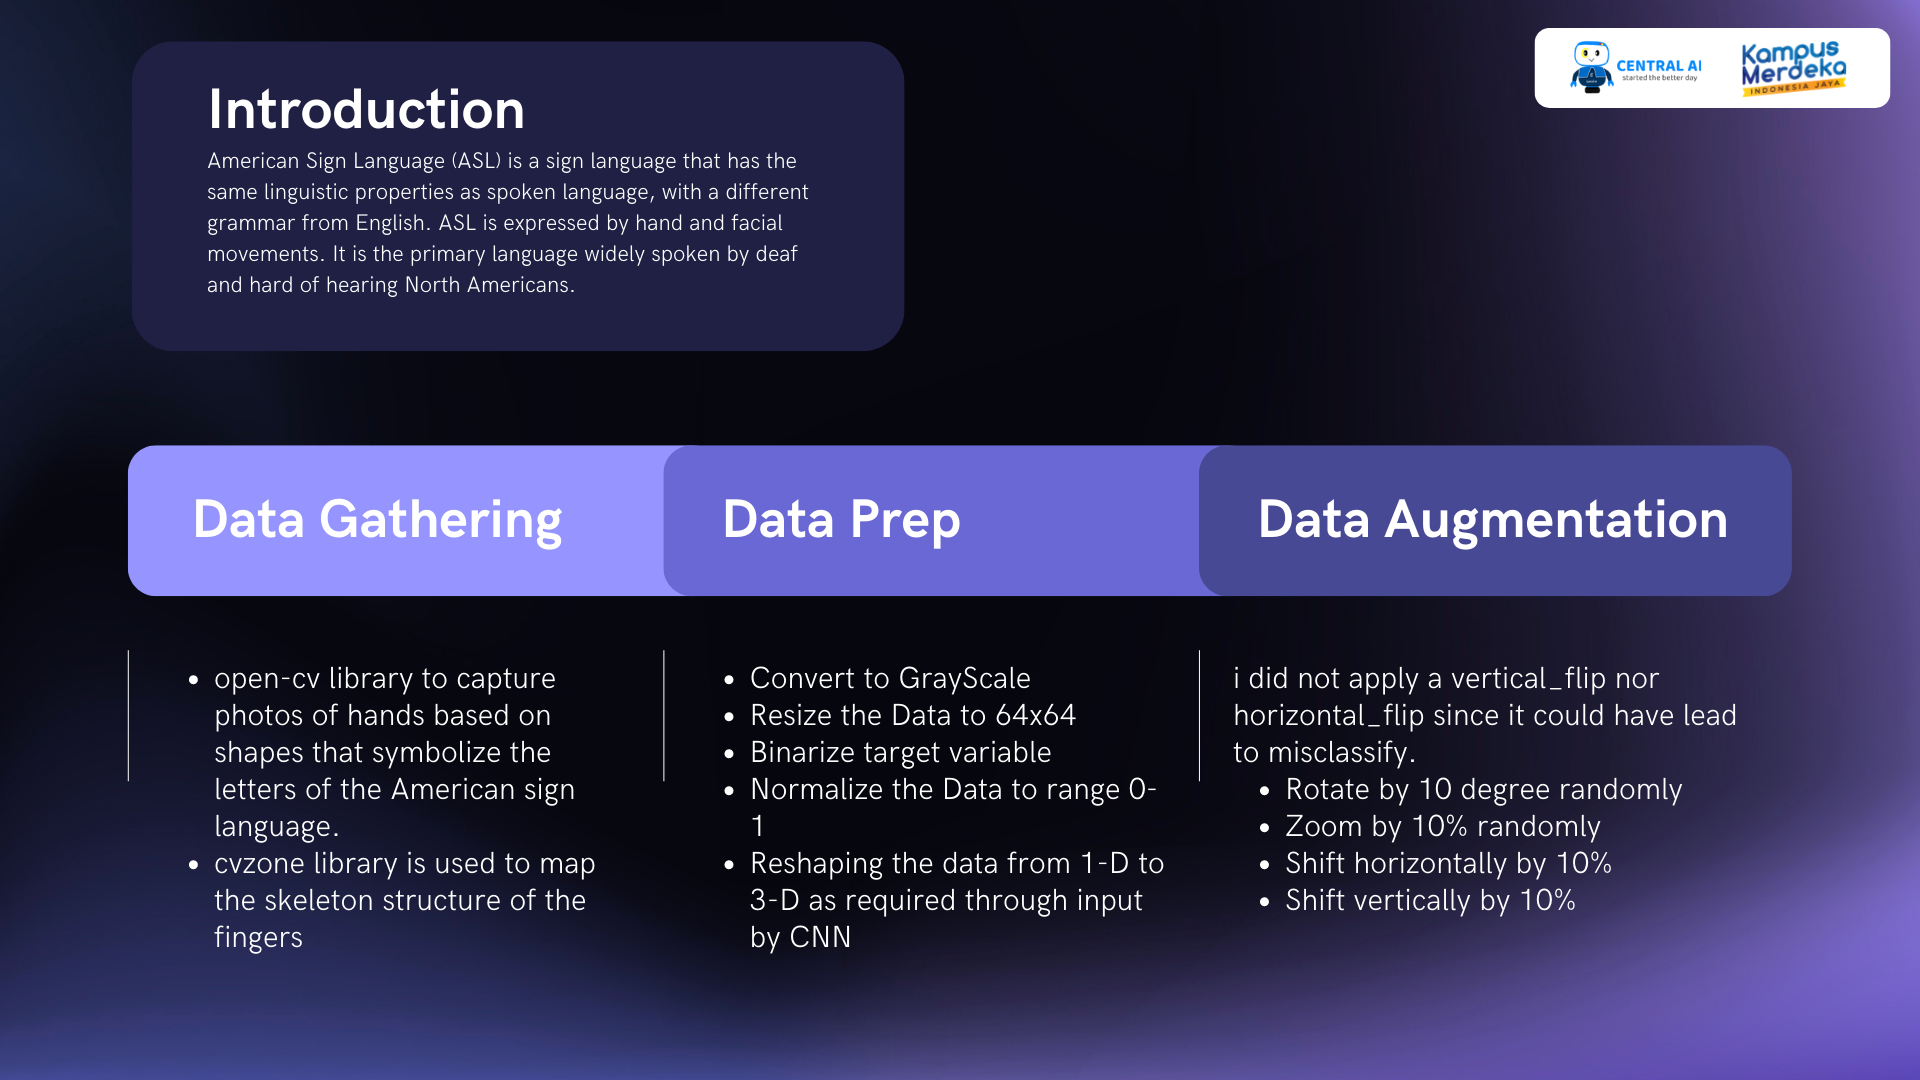 CENTRAL AI
started the better day
Kampus
Merdeka
INDONESIA JAYA
Introduction
American Sign Language (ASL) is a sign language that has the
same linguistic properties as spoken language, with a different
grammar from English. ASL is expressed by hand and facial
movements. It is the primary language widely spoken by deaf
and hard of hearing North Americans.
Data Gathering
• open-cv library to capture
photos of hands based on
shapes that symbolize the
letters of the American sign
language.
• cvzone library is used to map
the skeleton structure of the
fingers
Data Prep
• Convert to GrayScale
• Resize the Data to 64x64
• Binarize target variable
• Normalize the Data to range 0-
1
• Reshaping the data from 1-D to
3-D as required through input
by CNN
Data Augmentation
i did not apply a vertical_flip nor
horizontal_flip since it could have lead
to misclassify.
• Rotate by 10 degree randomly
• Zoom by 10% randomly
• Shift horizontally by 10%
• Shift vertically by 10%